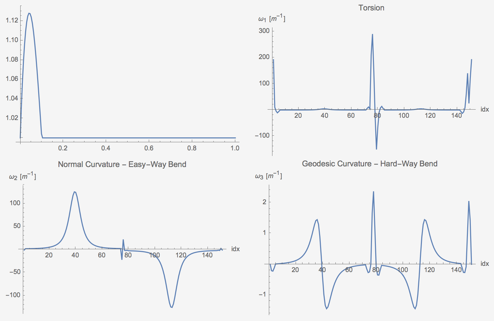 1.12
1.10
1.08
1.06
1.04
1.02
0.2 0.4 0.6 0.8 1.0
Torsion
ω₁ [m⁻¹]
300
200
100
-100
20 40 60 80 100 120 140
idx
Normal Curvature - Easy-Way Bend
ω₂ [m⁻¹]
100
50
-50
-100
20 40 60 80 100 120 140
idx
Geodesic Curvature - Hard-Way Bend
ω₃ [m⁻¹]
2
1
-1
20 40 60 80 100 120 140
idx